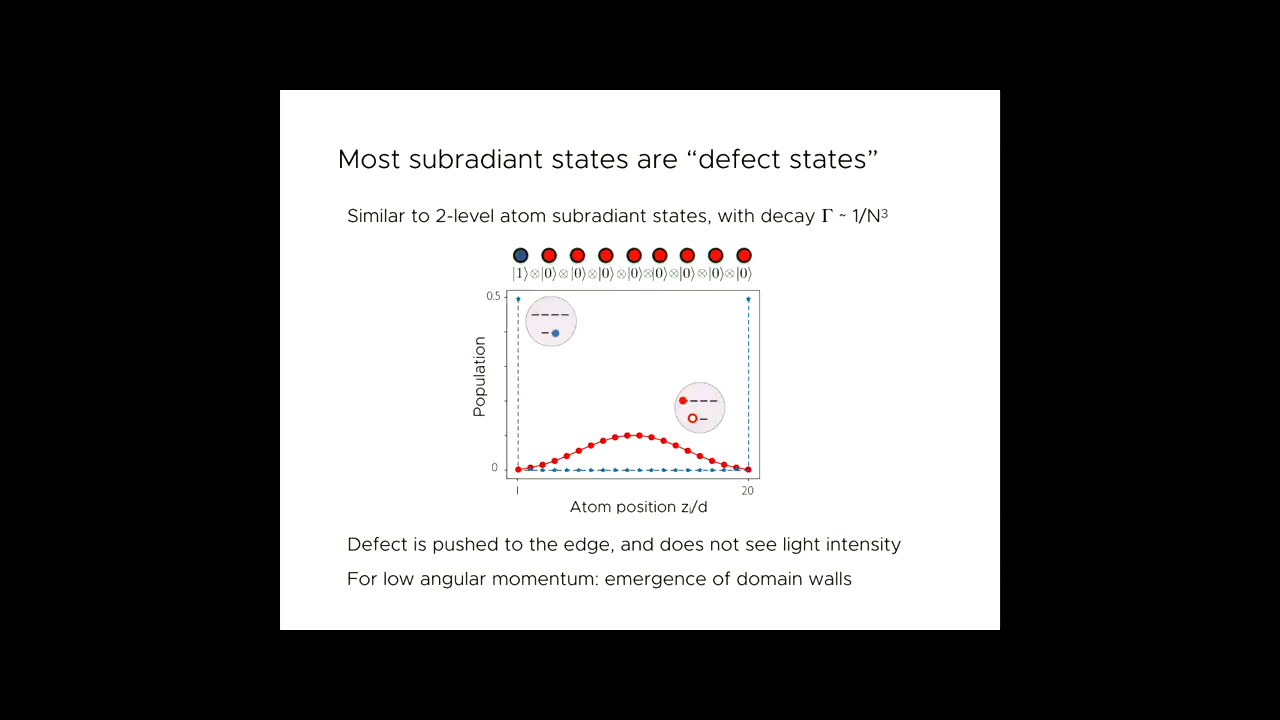 Most subradiant states are “defect states”
Similar to 2-level atom subradiant states, with decay Γ ~ 1/N³
|1⟩⊗|0⟩⊗|0⟩⊗|0⟩⊗|0⟩⊗|0⟩⊗|0⟩⊗|0⟩⊗|0⟩
0.5
Population
0
1
20
Atom position zⱼ/d
Defect is pushed to the edge, and does not see light intensity
For low angular momentum: emergence of domain walls